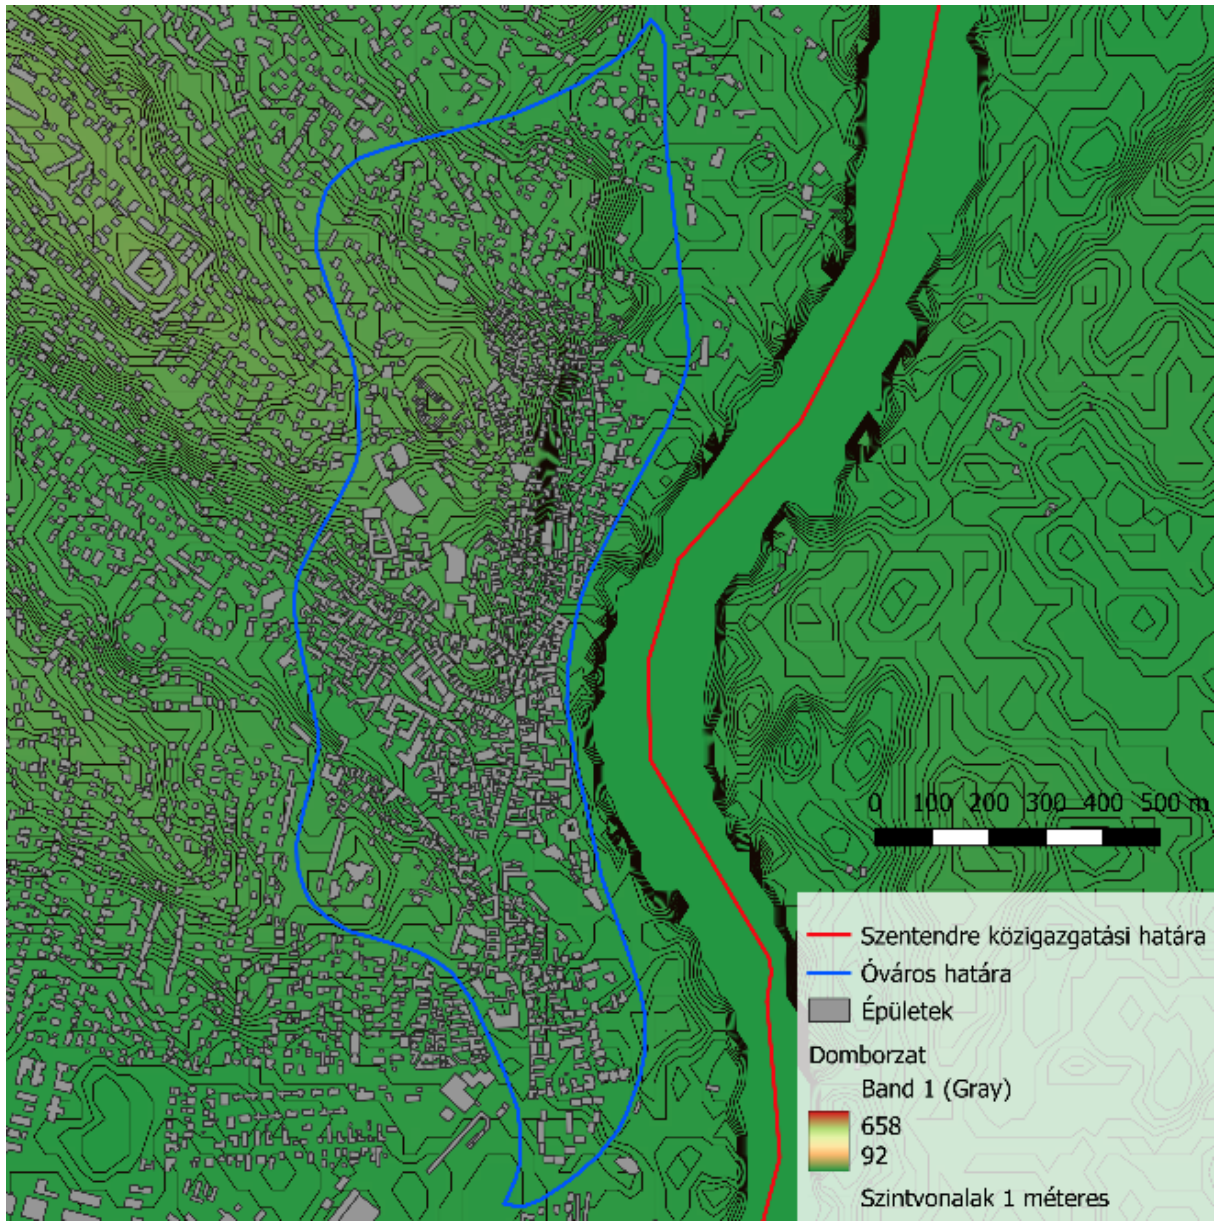 0 100 200 300 400 500 m
Szentendre közigazgatási határa
Óváros határa
Épületek
Domborzat
Band 1 (Gray)
658
92
Szintvonalak 1 méteres